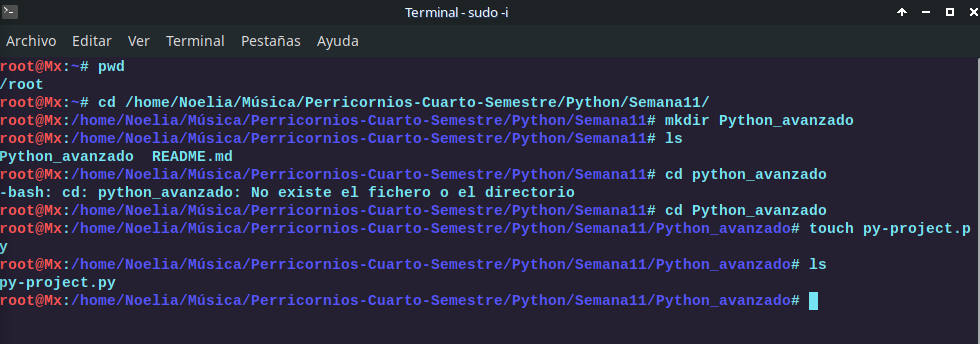 Terminal - sudo -i
Archivo Editar Ver Terminal Pestañas Ayuda
root@Mx:~# pwd
/root
root@Mx:~# cd /home/Noelia/Música/Perricornios-Cuarto-Semestre/Python/Semana11/
root@Mx:/home/Noelia/Música/Perricornios-Cuarto-Semestre/Python/Semana11# mkdir Python_avanzado
root@Mx:/home/Noelia/Música/Perricornios-Cuarto-Semestre/Python/Semana11# ls
Python_avanzado  README.md
root@Mx:/home/Noelia/Música/Perricornios-Cuarto-Semestre/Python/Semana11# cd python_avanzado
-bash: cd: python_avanzado: No existe el fichero o el directorio
root@Mx:/home/Noelia/Música/Perricornios-Cuarto-Semestre/Python/Semana11# cd Python_avanzado
root@Mx:/home/Noelia/Música/Perricornios-Cuarto-Semestre/Python/Semana11/Python_avanzado# touch py-project.p
y
root@Mx:/home/Noelia/Música/Perricornios-Cuarto-Semestre/Python/Semana11/Python_avanzado# ls
py-project.py
root@Mx:/home/Noelia/Música/Perricornios-Cuarto-Semestre/Python/Semana11/Python_avanzado#